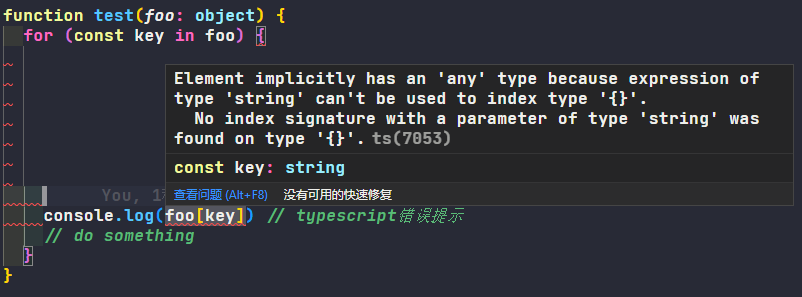 function test(foo: object) {
for (const key in foo) {
Element implicitly has an 'any' type because expression of
type 'string' can't be used to index type '{}'.
No index signature with a parameter of type 'string' was
found on type '{}'. ts(7053)
const key: string
查看问题 (Alt+F8) 没有可用的快速修复
You, 1
console.log(foo[key]) // typescript错误提示
// do something
}
}